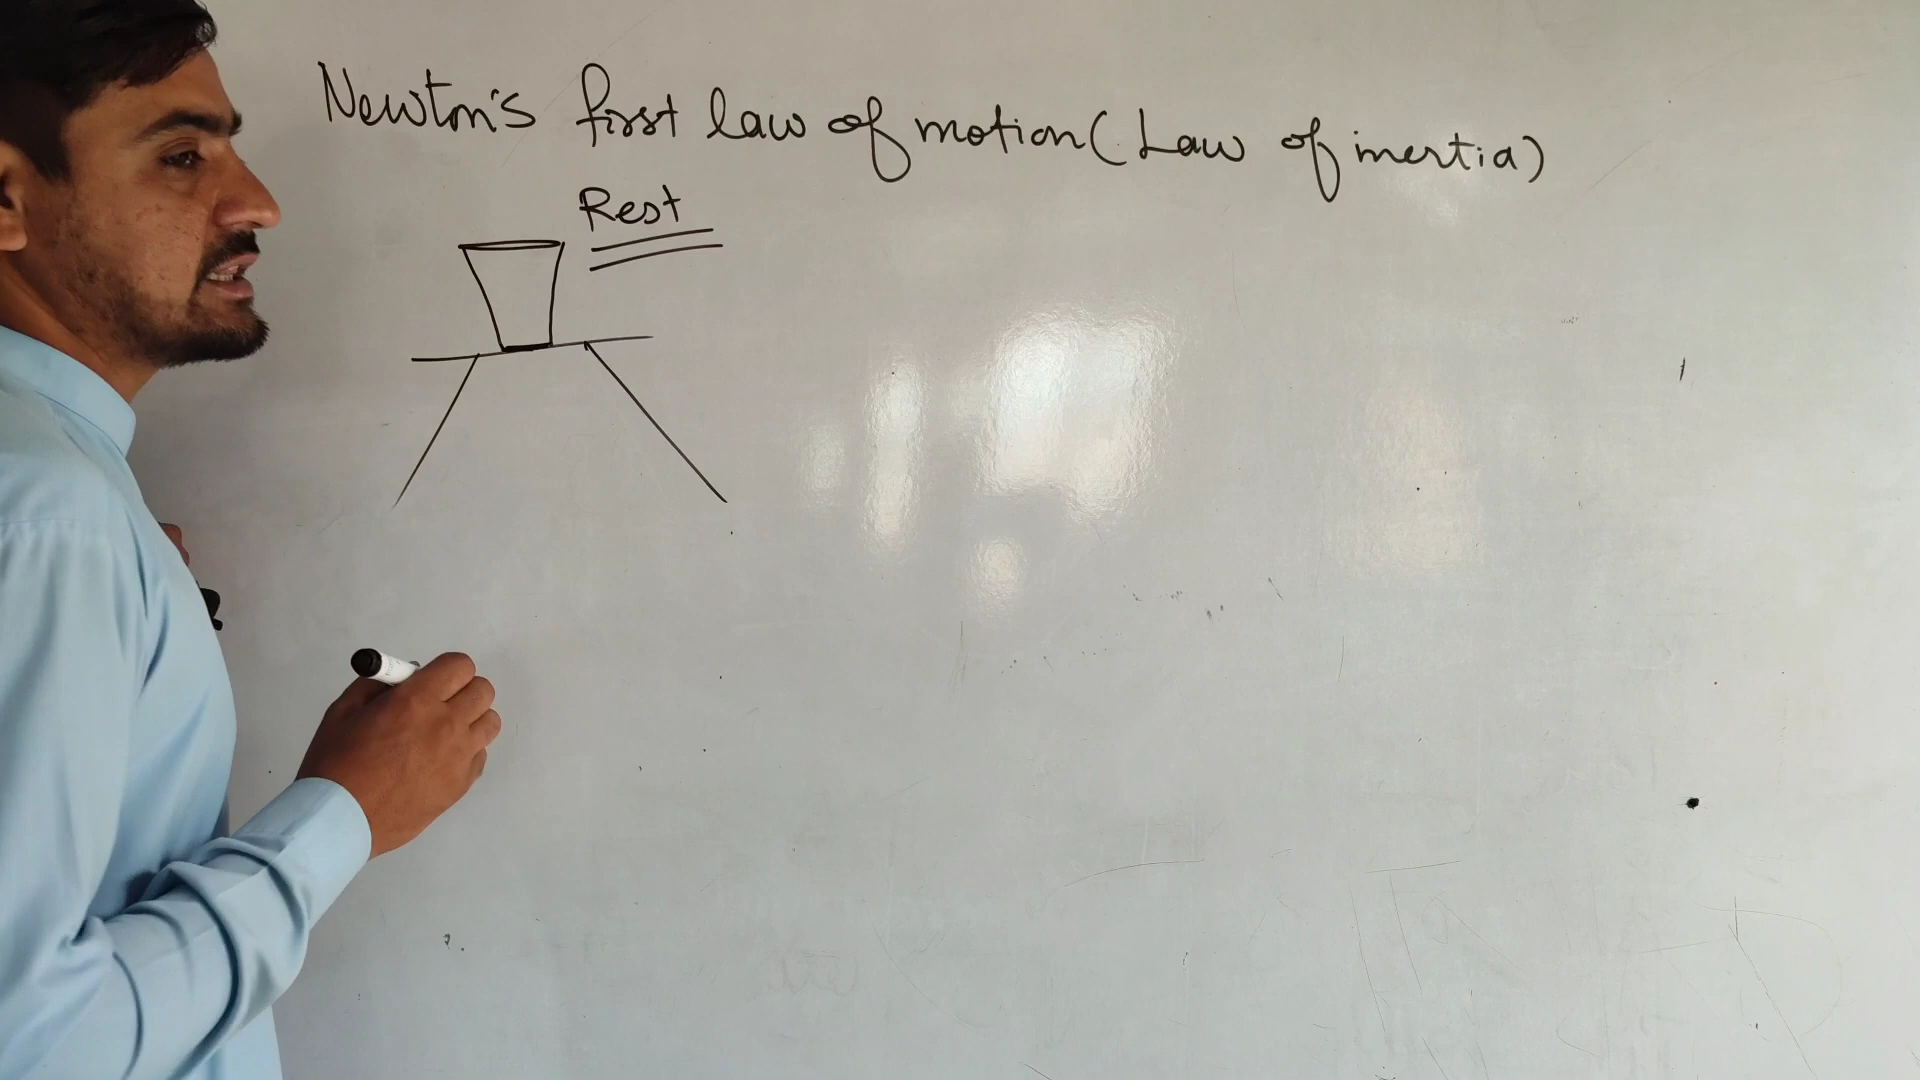 Newton's first law of motion (Law of inertia)
Rest